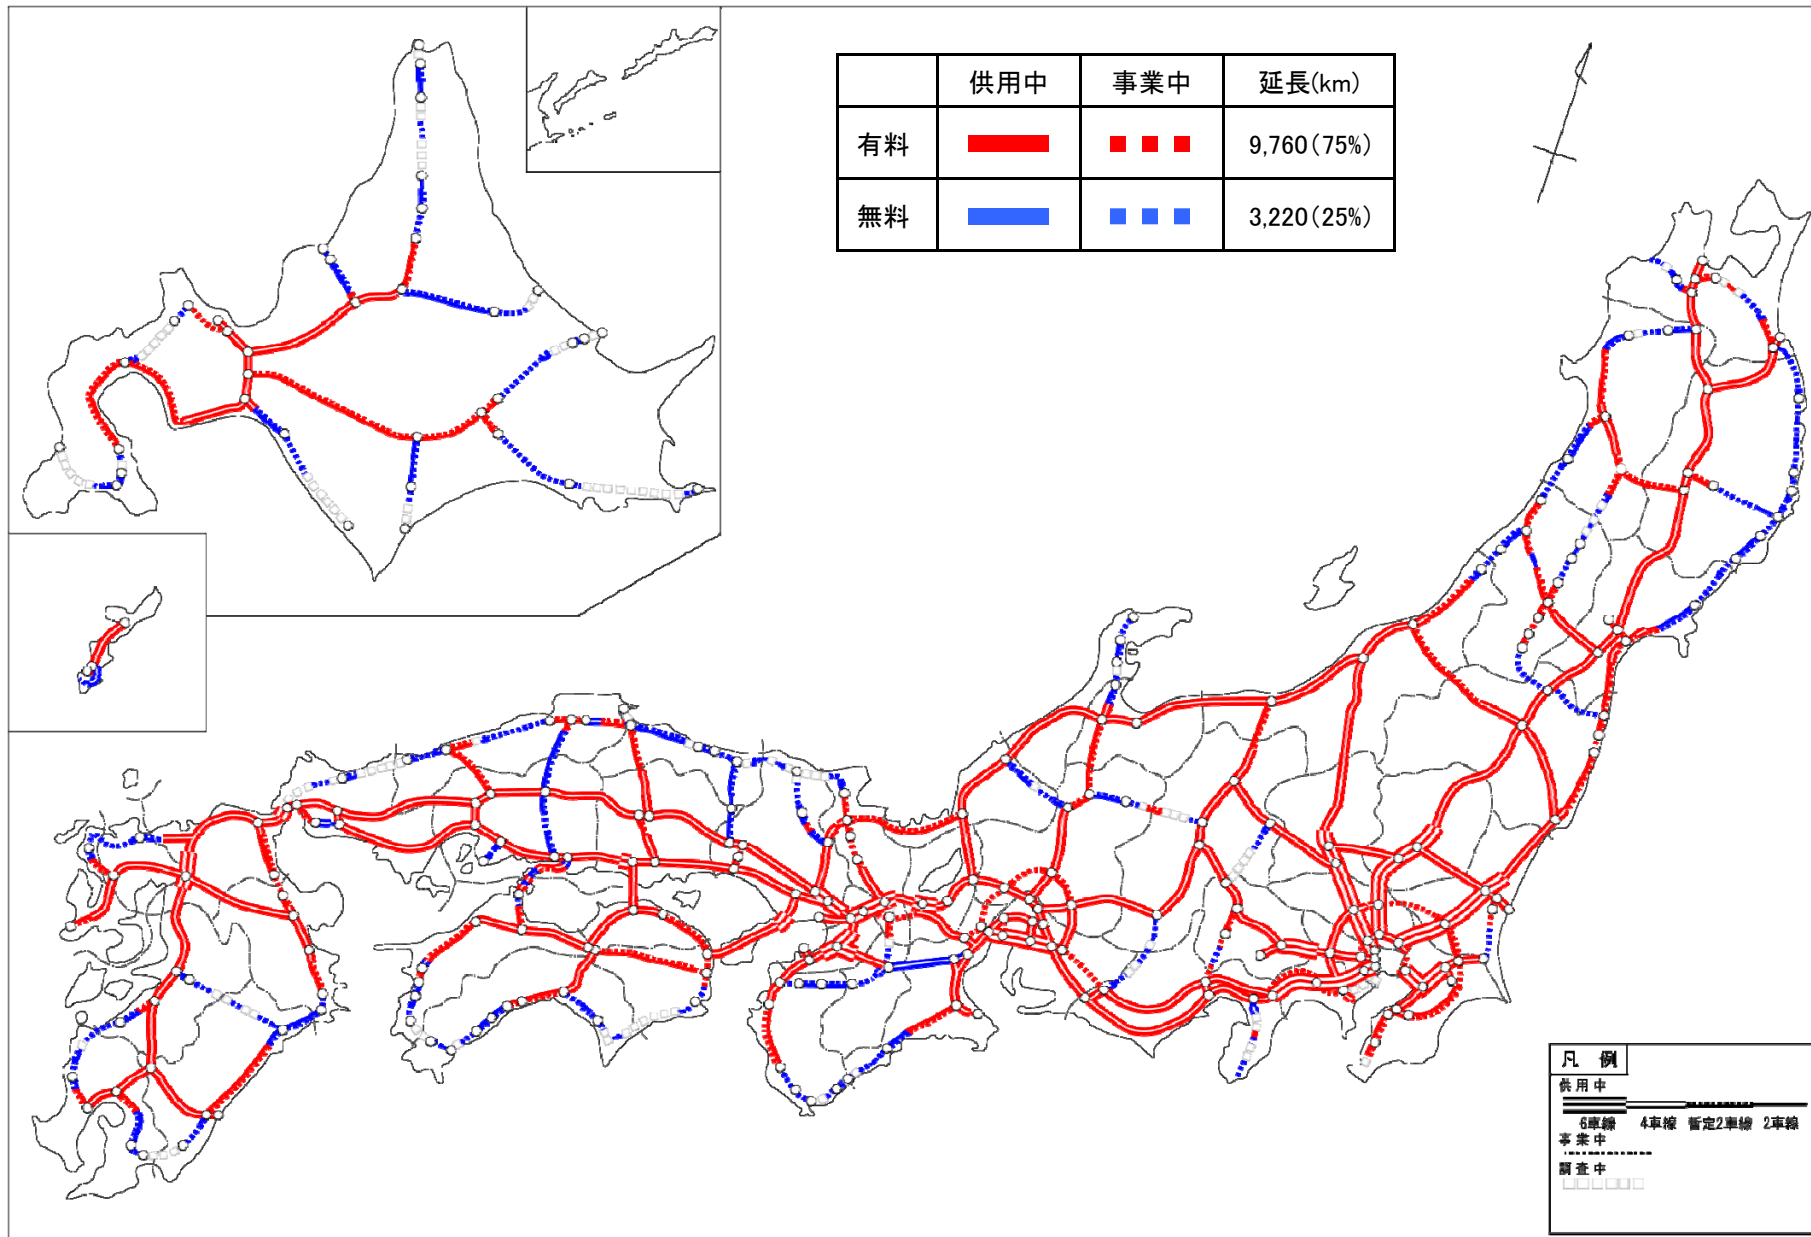 供用中 事業中 延長(km)
有料 9,760(75%)
無料 3,220(25%)
凡 例
供用中
6車線 4車線 暫定2車線 2車線
事業中
調査中